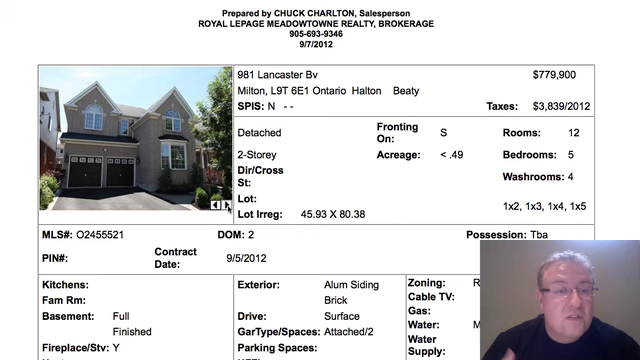 Prepared by CHUCK CHARLTON, Salesperson
ROYAL LEPAGE MEADOWTOWNE REALTY, BROKERAGE
905-693-9346
9/7/2012
981 Lancaster Bv $779,900
Milton, L9T 6E1 Ontario Halton Beaty
SPIS: N - - Taxes: $3,839/2012
Detached Fronting On: S Rooms: 12
2-Storey Acreage: < .49 Bedrooms: 5
Dir/Cross St: Washrooms: 4
Lot: 1x2, 1x3, 1x4, 1x5
Lot Irreg: 45.93 X 80.38
MLS#: O2455521 DOM: 2 Possession: Tba
PIN#: Contract Date: 9/5/2012
Kitchens: Exterior: Alum Siding Zoning: R
Fam Rm: Brick Cable TV:
Basement: Full Drive: Surface Gas:
Finished GarType/Spaces: Attached/2 Water: M
Fireplace/Stv: Y Parking Spaces: Water Supply: